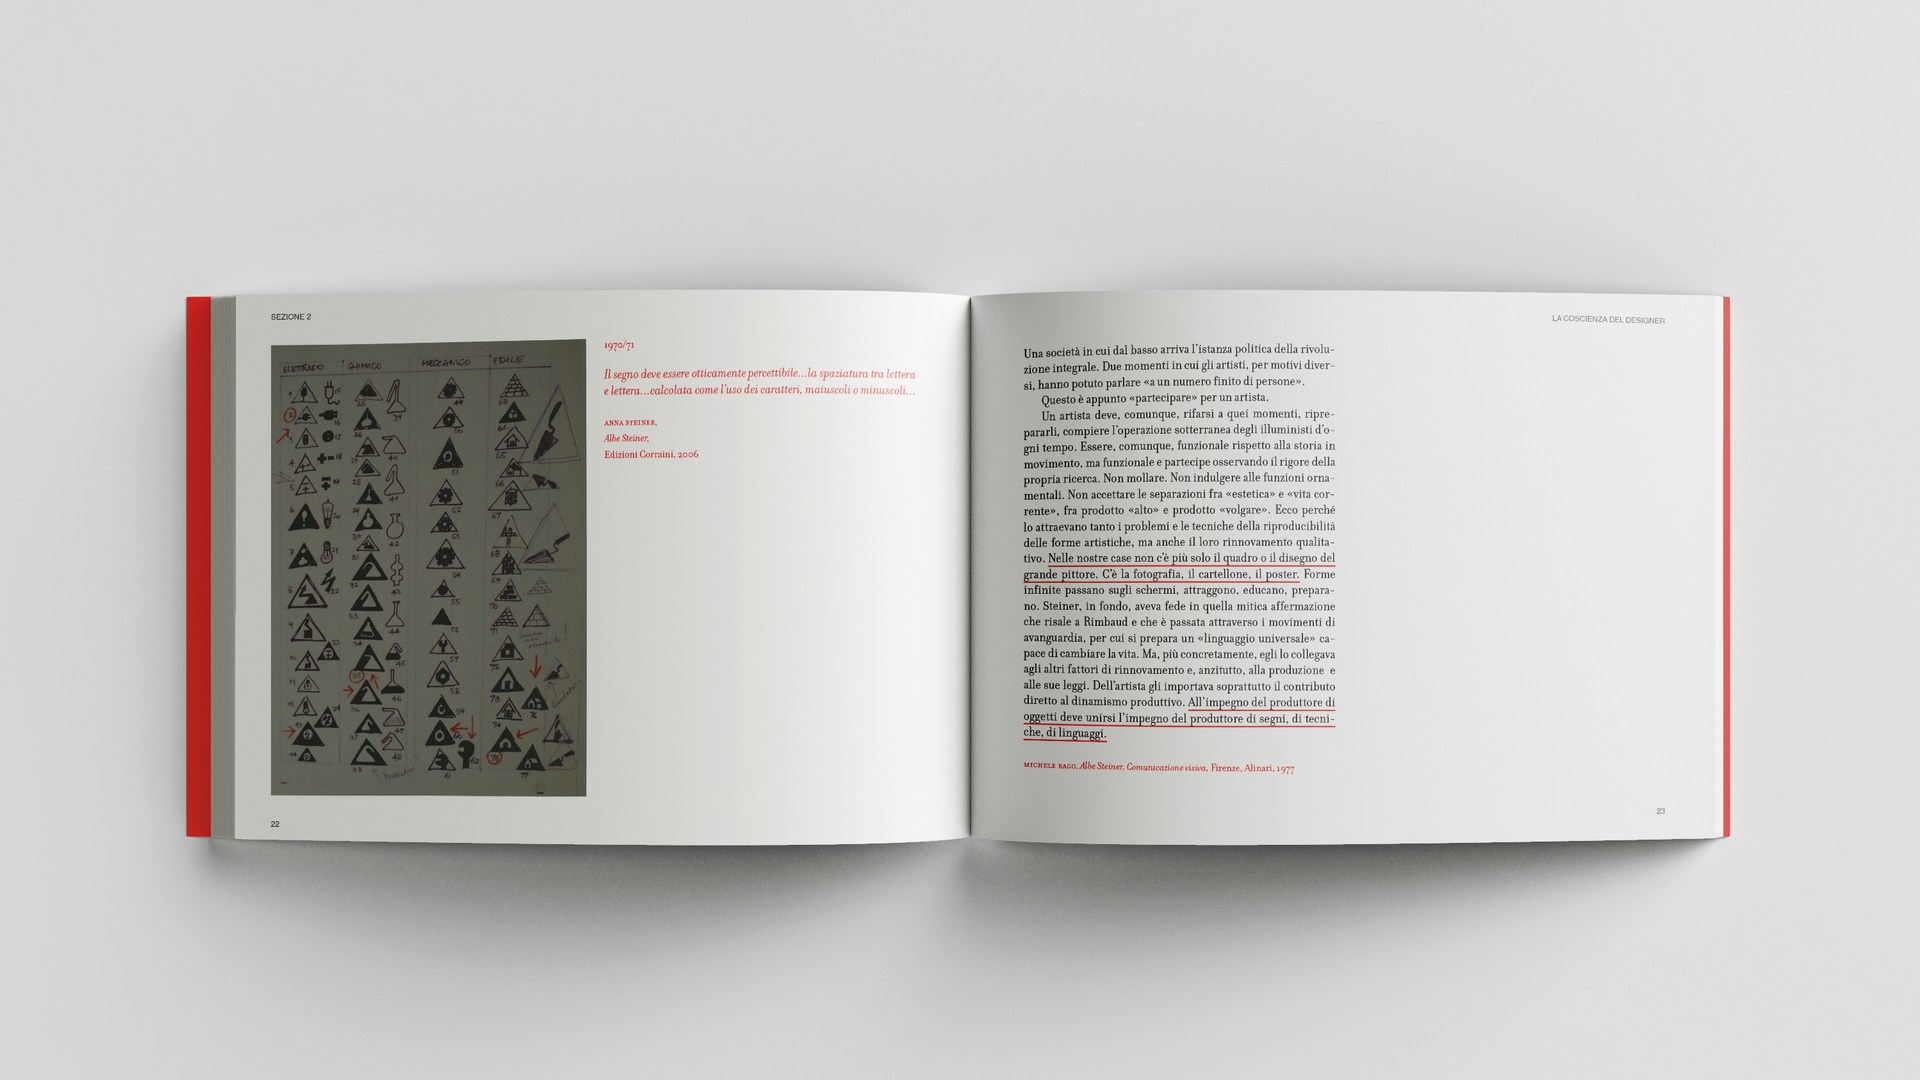 SEZIONE 2
ELETTRICO CHIMICO MECCANICO EDILE
1970/71
Il segno deve essere otticamente percettibile...la spaziatura tra lettera
e lettera...calcolata come l'uso dei caratteri, maiuscoli o minuscoli...
ANNA STEINER,
Albe Steiner,
Edizioni Corraini, 2006
22
LA COSCIENZA DEL DESIGNER
Una società in cui dal basso arriva l'istanza politica della rivolu-
zione integrale. Due momenti in cui gli artisti, per motivi diver-
si, hanno potuto parlare «a un numero finito di persone».
Questo è appunto «partecipare» per un artista.
Un artista deve, comunque, rifarsi a quei momenti, ripre-
pararli, compiere l'operazione sotterranea degli illuministi d'o-
gni tempo. Essere, comunque, funzionale rispetto alla storia in
movimento, ma funzionale e partecipe osservando il rigore della
propria ricerca. Non mollare. Non indulgere alle funzioni orna-
mentali. Non accettare le separazioni fra «estetica» e «vita cor-
rente», fra prodotto «alto» e prodotto «volgare». Ecco perché
lo attraevano tanto i problemi e le tecniche della riproducibilità
delle forme artistiche, ma anche il loro rinnovamento qualita-
tivo. Nelle nostre case non c'è più solo il quadro o il disegno del
grande pittore. C'è la fotografia, il cartellone, il poster. Forme
infinite passano sugli schermi, attraggono, educano, prepara-
no. Steiner, in fondo, aveva fede in quella mitica affermazione
che risale a Rimbaud e che è passata attraverso i movimenti di
avanguardia, per cui si prepara un «linguaggio universale» ca-
pace di cambiare la vita. Ma, più concretamente, egli lo collegava
agli altri fattori di rinnovamento e, anzitutto, alla produzione e
alle sue leggi. Dell'artista gli importava soprattutto il contributo
diretto al dinamismo produttivo. All'impegno del produttore di
oggetti deve unirsi l'impegno del produttore di segni, di tecni-
che, di linguaggi.
MICHELE RAGO, Albe Steiner. Comunicazione visiva, Firenze, Alinari, 1977
23